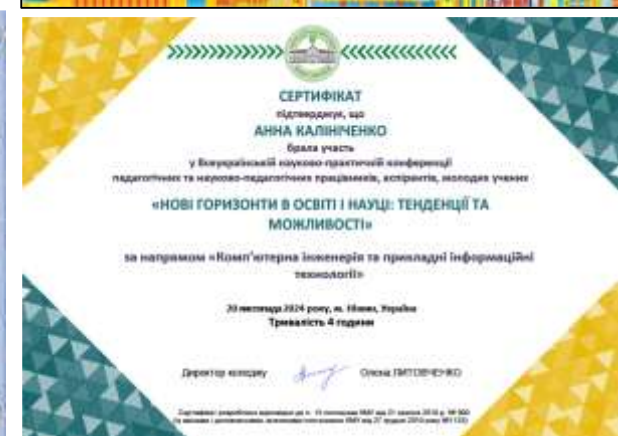 СЕРТИФІКАТ
підтверджує, що
АННА КАЛІНІЧЕНКО
брала участь
у Всеукраїнській науково-практичній конференції
педагогічних та науково-педагогічних працівників, аспірантів, молодих учених
«НОВІ ГОРИЗОНТИ В ОСВІТІ І НАУЦІ: ТЕНДЕНЦІЇ ТА
МОЖЛИВОСТІ»
за напрямом «Комп'ютерна інженерія та прикладні інформаційні
технології»
20 листопада 2024 року, м. Ніжин, Україна
Тривалість 4 години
Директор коледжу Олена ЛИТОВЧЕНКО